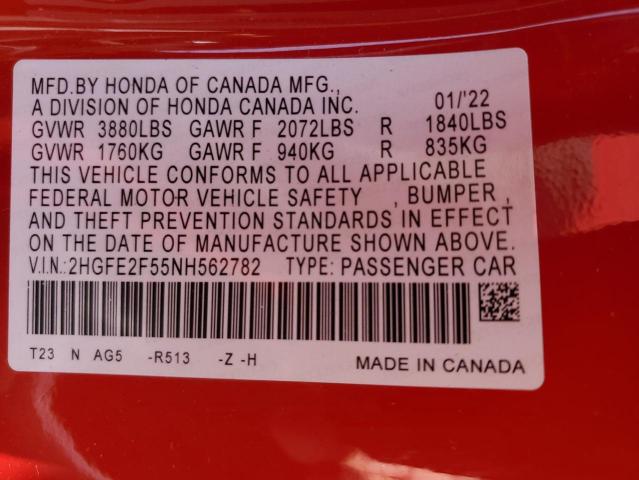 MFD.BY HONDA OF CANADA MFG.,
A DIVISION OF HONDA CANADA INC. 01/'22
GVWR 3880LBS GAWR F 2072LBS R 1840LBS
GVWR 1760KG GAWR F 940KG R 835KG
THIS VEHICLE CONFORMS TO ALL APPLICABLE
FEDERAL MOTOR VEHICLE SAFETY , BUMPER ,
AND THEFT PREVENTION STANDARDS IN EFFECT
ON THE DATE OF MANUFACTURE SHOWN ABOVE.
V.I.N.:2HGFE2F55NH562782 TYPE: PASSENGER CAR
T23 N AG5 -R513 -Z -H MADE IN CANADA